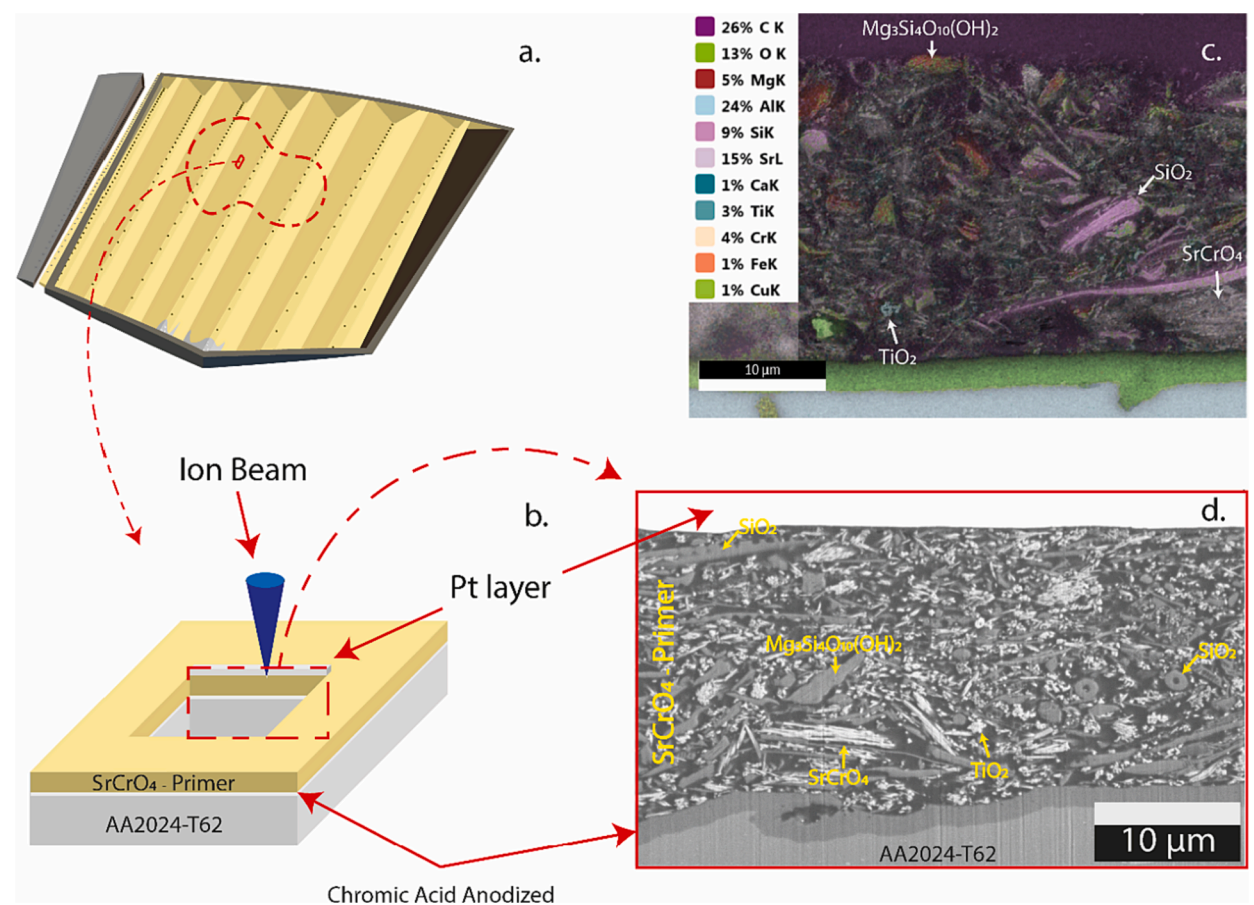 a.
26% C K
13% O K
5% MgK
24% AlK
9% SiK
15% SrL
1% CaK
3% TiK
4% CrK
1% FeK
1% CuK
Mg₃Si₄O₁₀(OH)₂
c.
SiO₂
SrCrO₄
TiO₂
10 μm
Ion Beam
b.
Pt layer
SrCrO₄ - Primer
AA2024-T62
Chromic Acid Anodized
d.
SiO₂
SrCrO₄ - Primer
Mg₃Si₄O₁₀(OH)₂
SiO₂
SrCrO₄
TiO₂
AA2024-T62
10 μm